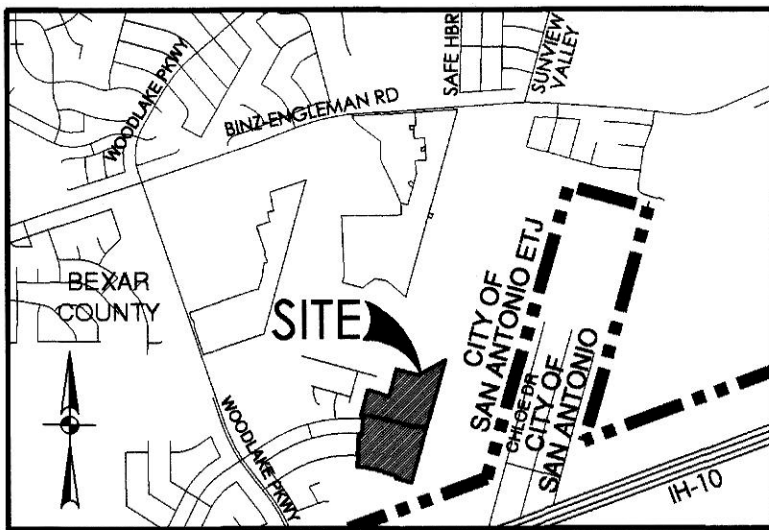 WOODLAKE PKWY
BINZ-ENGLEMAN RD
SAFE HBR
SUNVIEW
VALLEY
BEXAR
COUNTY
SITE
CITY OF
SAN ANTONIO ETJ
CHLOE DR
CITY OF
SAN ANTONIO
WOODLAKE PKWY
IH-10